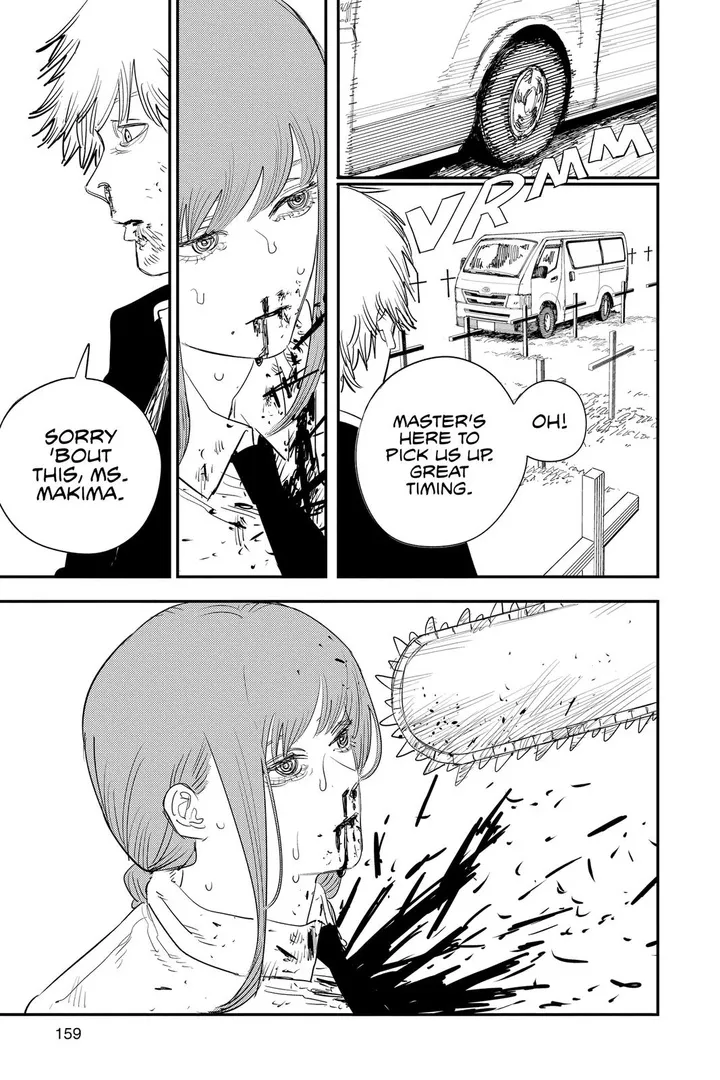 VRMM
OH!
MASTER'S
HERE TO
PICK US UP.
GREAT
TIMING.
SORRY
'BOUT
THIS, MS.
MAKIMA.
159